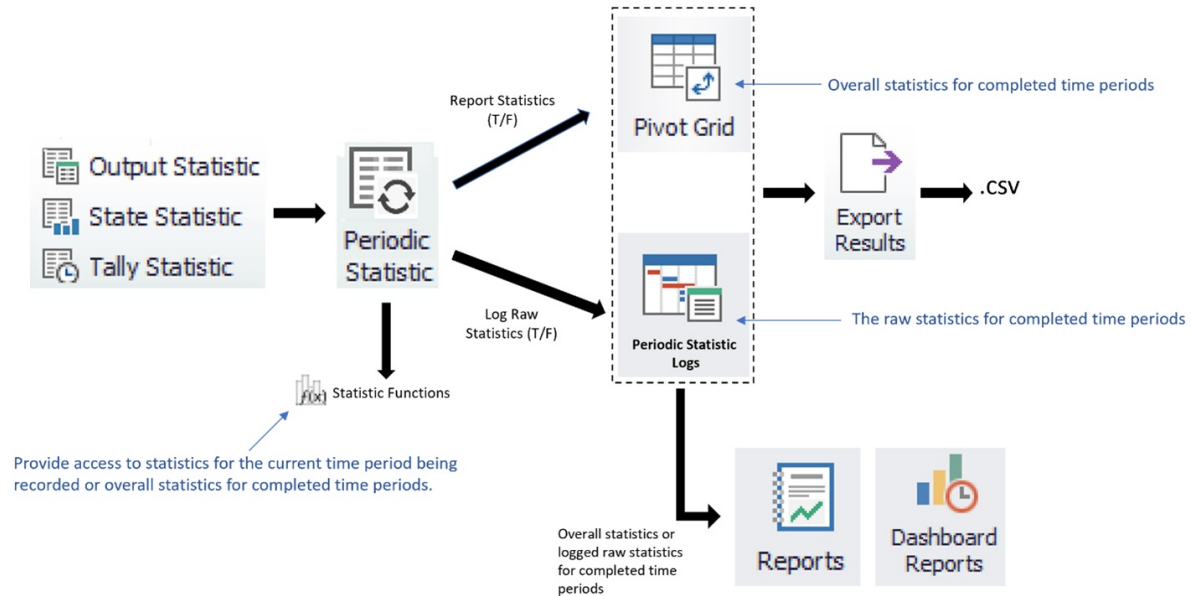 Output Statistic
State Statistic
Tally Statistic
Periodic
Statistic
Report Statistics
(T/F)
Log Raw
Statistics (T/F)
f(x) Statistic Functions
Provide access to statistics for the current time period being
recorded or overall statistics for completed time periods.
Pivot Grid
Overall statistics for completed time periods
Periodic Statistic
Logs
The raw statistics for completed time periods
Export
Results
.CSV
Overall statistics or
logged raw statistics
for completed time
periods
Reports
Dashboard
Reports